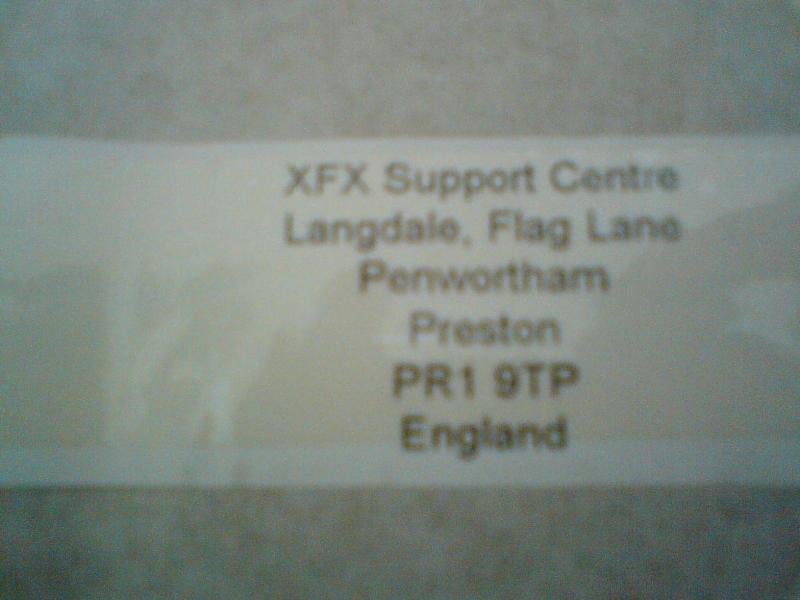 XFX Support Centre
Langdale, Flag Lane
Penwortham
Preston
PR1 9TP
England